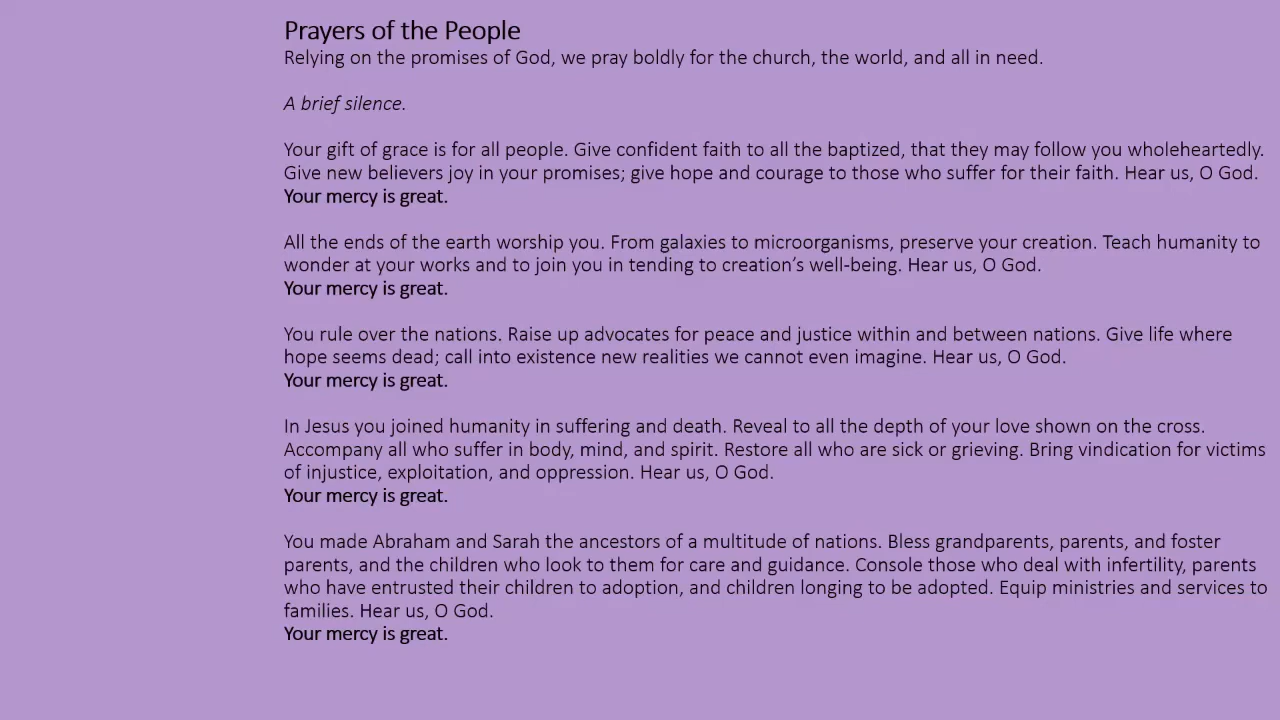 Prayers of the People
Relying on the promises of God, we pray boldly for the church, the world, and all in need.
A brief silence.
Your gift of grace is for all people. Give confident faith to all the baptized, that they may follow you wholeheartedly.
Give new believers joy in your promises; give hope and courage to those who suffer for their faith. Hear us, O God.
Your mercy is great.
All the ends of the earth worship you. From galaxies to microorganisms, preserve your creation. Teach humanity to
wonder at your works and to join you in tending to creation’s well-being. Hear us, O God.
Your mercy is great.
You rule over the nations. Raise up advocates for peace and justice within and between nations. Give life where
hope seems dead; call into existence new realities we cannot even imagine. Hear us, O God.
Your mercy is great.
In Jesus you joined humanity in suffering and death. Reveal to all the depth of your love shown on the cross.
Accompany all who suffer in body, mind, and spirit. Restore all who are sick or grieving. Bring vindication for victims
of injustice, exploitation, and oppression. Hear us, O God.
Your mercy is great.
You made Abraham and Sarah the ancestors of a multitude of nations. Bless grandparents, parents, and foster
parents, and the children who look to them for care and guidance. Console those who deal with infertility, parents
who have entrusted their children to adoption, and children longing to be adopted. Equip ministries and services to
families. Hear us, O God.
Your mercy is great.